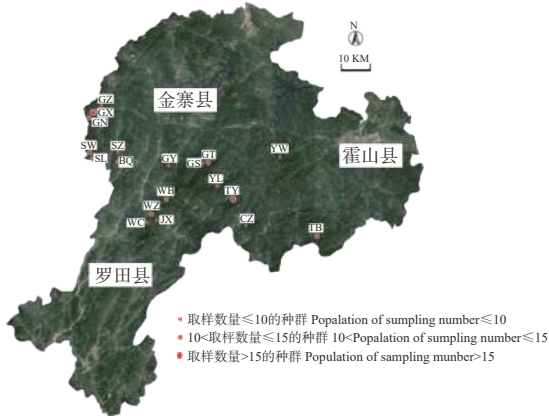 N
10 KM
金寨县
GZ
GX
GN
SW
SZ
SL
BQ
GY
GT
GS
YW
霍山县
YL
WB
TY
WZ
WC
JX
CZ
TB
罗田县
取样数量≤10的种群 Popalation of sumpling number≤10
10<取样数量≤15的种群 10<Popalation of sumpling number≤15
取样数量>15的种群 Pupulation of sampling munber>15